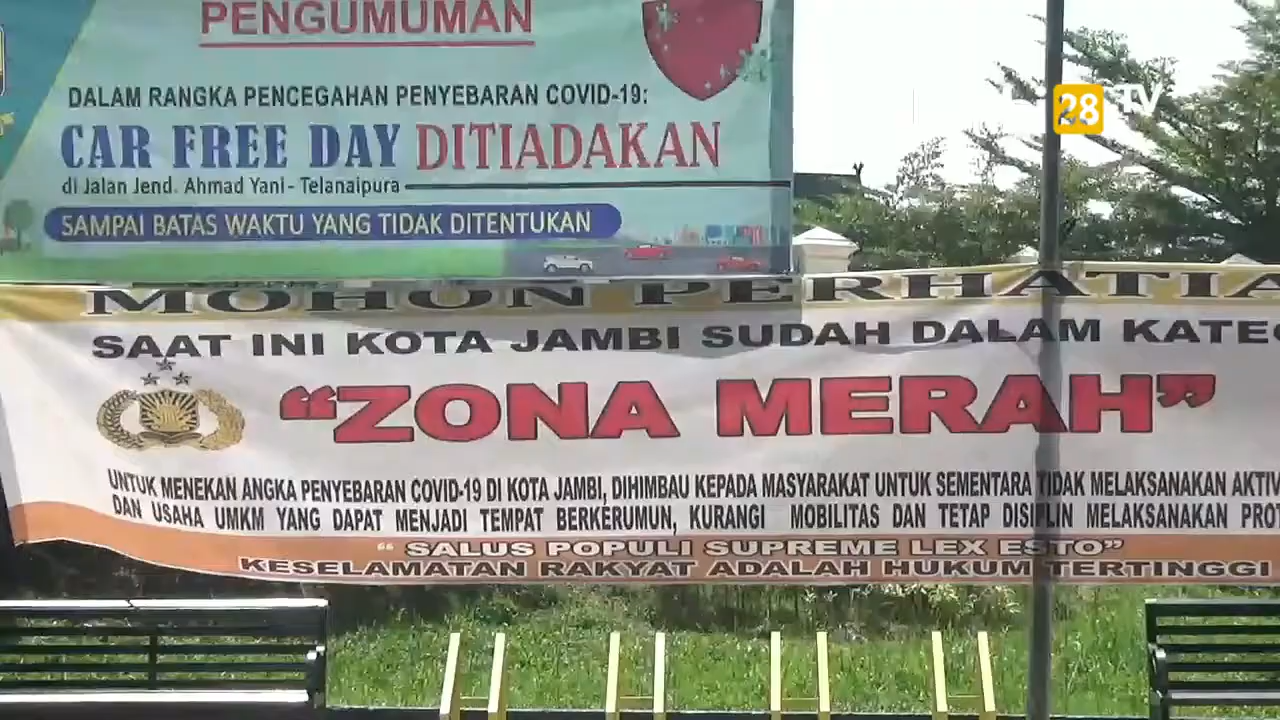 PENGUMUMAN
DALAM RANGKA PENCEGAHAN PENYEBARAN COVID-19:
CAR FREE DAY DITIADAKAN
di Jalan Jend. Ahmad Yani - Telanaipura
SAMPAI BATAS WAKTU YANG TIDAK DITENTUKAN
28 TV
MOHON PERHATIA
SAAT INI KOTA JAMBI SUDAH DALAM KATEG
“ZONA MERAH”
UNTUK MENEKAN ANGKA PENYEBARAN COVID-19 DI KOTA JAMBI, DIHIMBAU KEPADA MASYARAKAT UNTUK SEMENTARA TIDAK MELAKSANAKAN AKTIV
DAN USAHA UMKM YANG DAPAT MENJADI TEMPAT BERKERUMUN, KURANGI MOBILITAS DAN TETAP DISIPLIN MELAKSANAKAN PROT
“ SALUS POPULI SUPREME LEX ESTO”
KESELAMATAN RAKYAT ADALAH HUKUM TERTINGGI